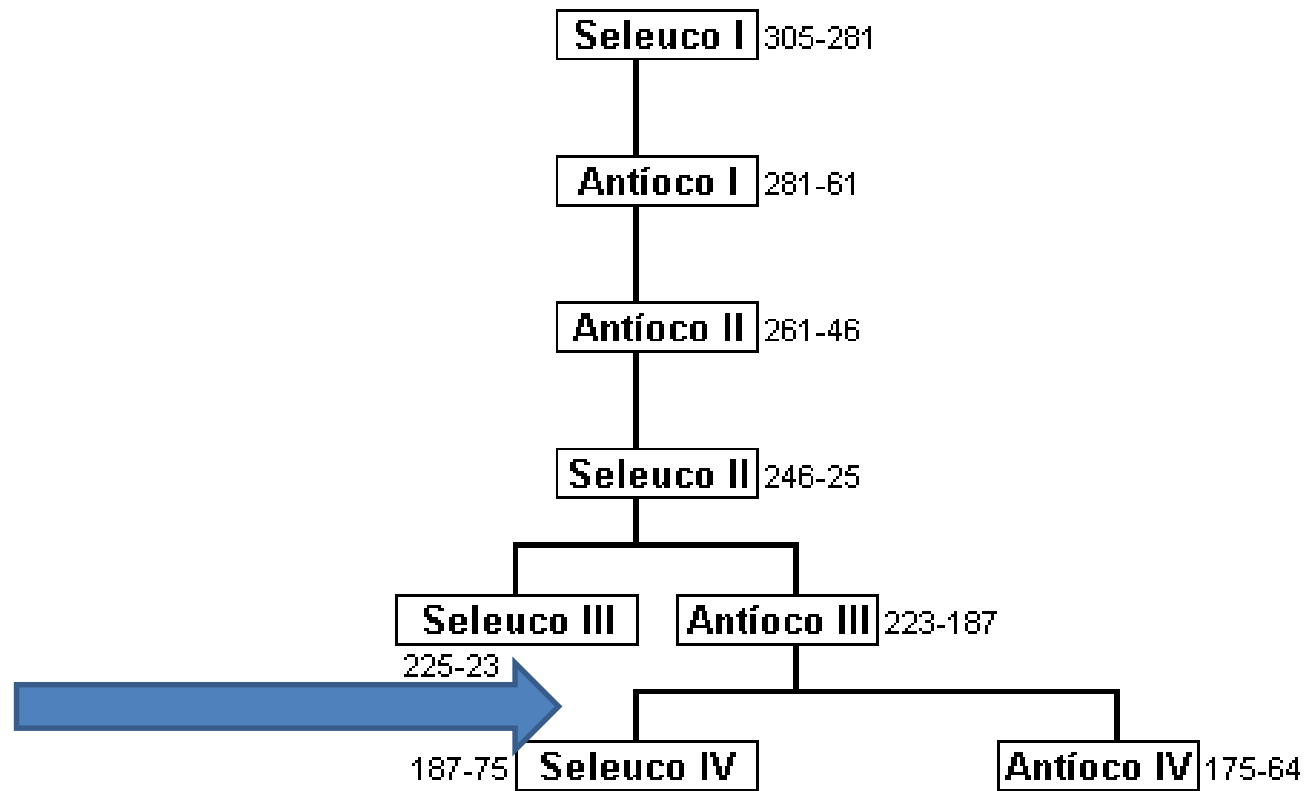 Seleuco I 305-281
Antíoco I 281-61
Antíoco II 261-46
Seleuco II 246-25
Seleuco III Antíoco III 223-187
225-23
187-75 Seleuco IV Antíoco IV 175-64